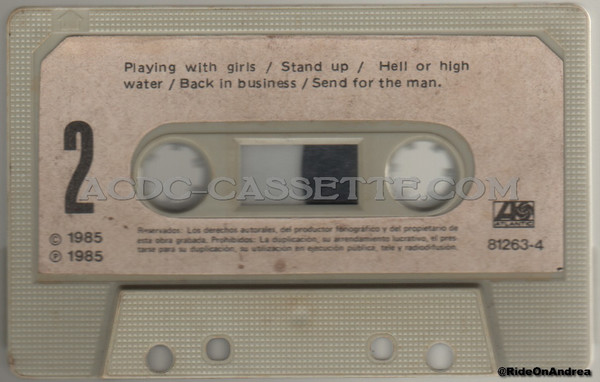 Playing with girls / Stand up / Hell or high
water / Back in business / Send for the man.
2
ACDC-CASSETTE.COM
© 1985
℗ 1985
Reservados: Los derechos autorales, del productor fonográfico y del propietario de
esta obra grabada. Prohibidos: La duplicación, su arrendamiento lucrativo, el pres-
tarse para su duplicación, su utilización en ejecución pública, tele y radiodifusión.
ATLANTIC
81263-4
@RideOnAndrea